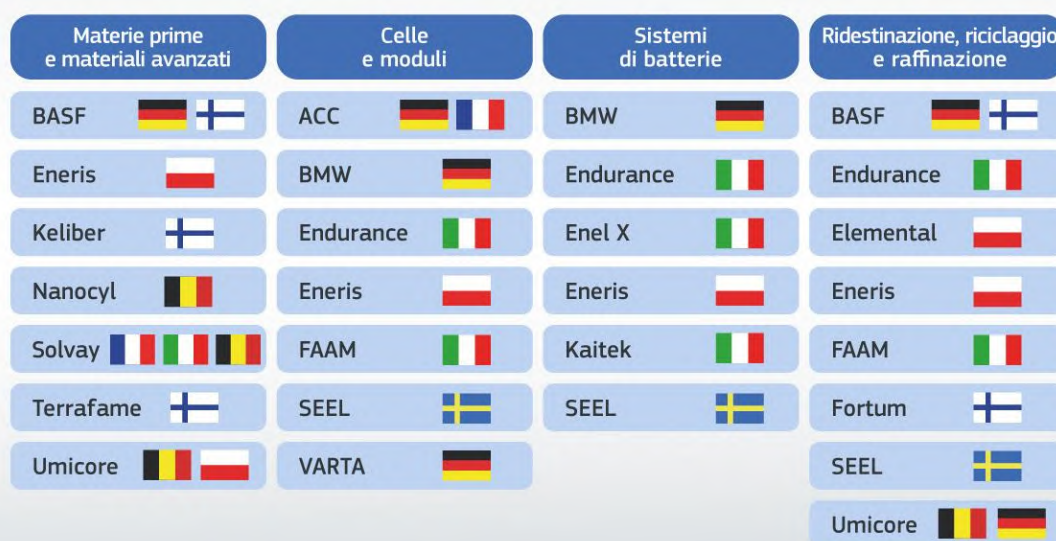 Materie prime
e materiali avanzati
BASF
Eneris
Keliber
Nanocyl
Solvay
Terrafame
Umicore
Celle
e moduli
ACC
BMW
Endurance
Eneris
FAAM
SEEL
VARTA
Sistemi
di batterie
BMW
Endurance
Enel X
Eneris
Kaitek
SEEL
Ridestinazione, riciclaggio
e raffinazione
BASF
Endurance
Elemental
Eneris
FAAM
Fortum
SEEL
Umicore